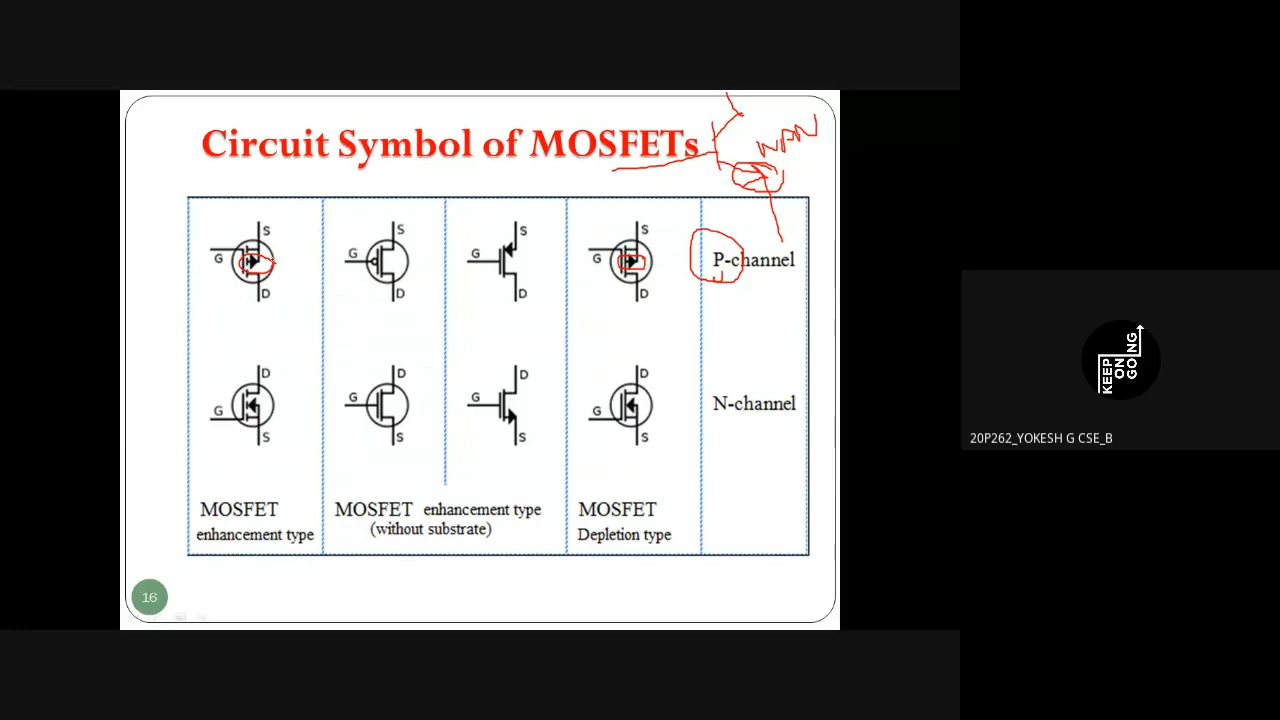 Circuit Symbol of MOSFETs
NPN
S S S S
G G G G
P-channel
D D D D
D D D D
G G G G
N-channel
S S S S
MOSFET MOSFET enhancement type MOSFET
enhancement type (without substrate) Depletion type
16
KEEP
ON
GOING
20P262_YOKESH G CSE_B